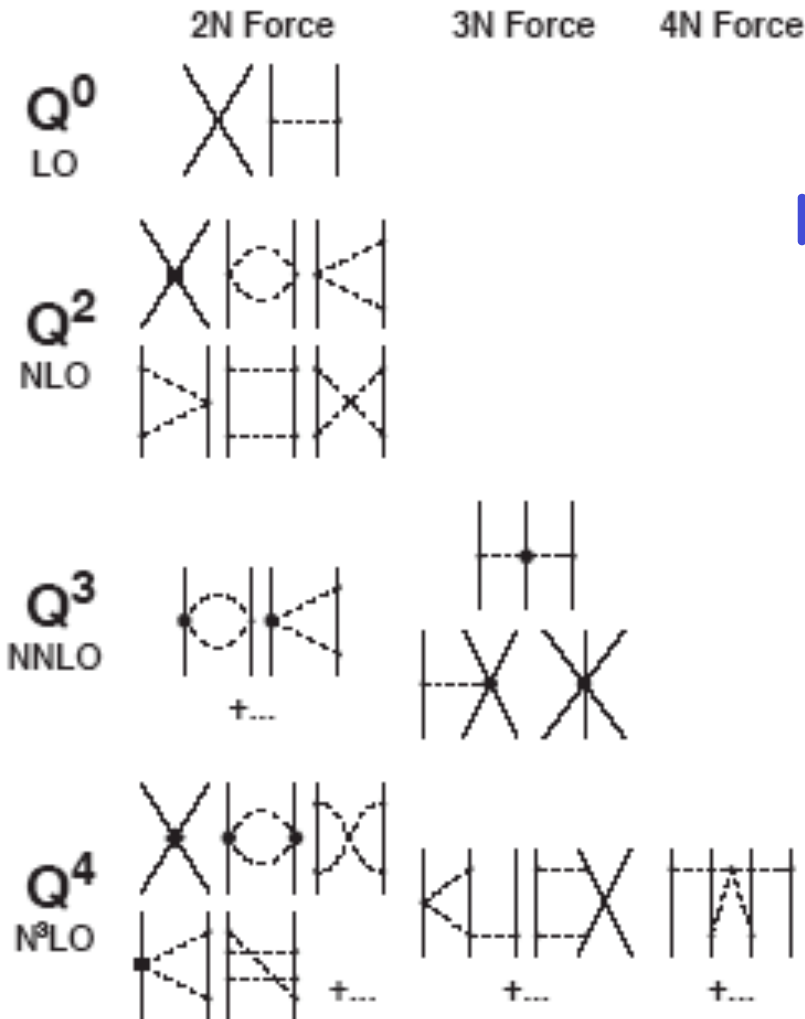 2N Force 3N Force 4N Force
Q⁰
LO
Q²
NLO
Q³
NNLO
+...
Q⁴
N³LO
+... +... +...